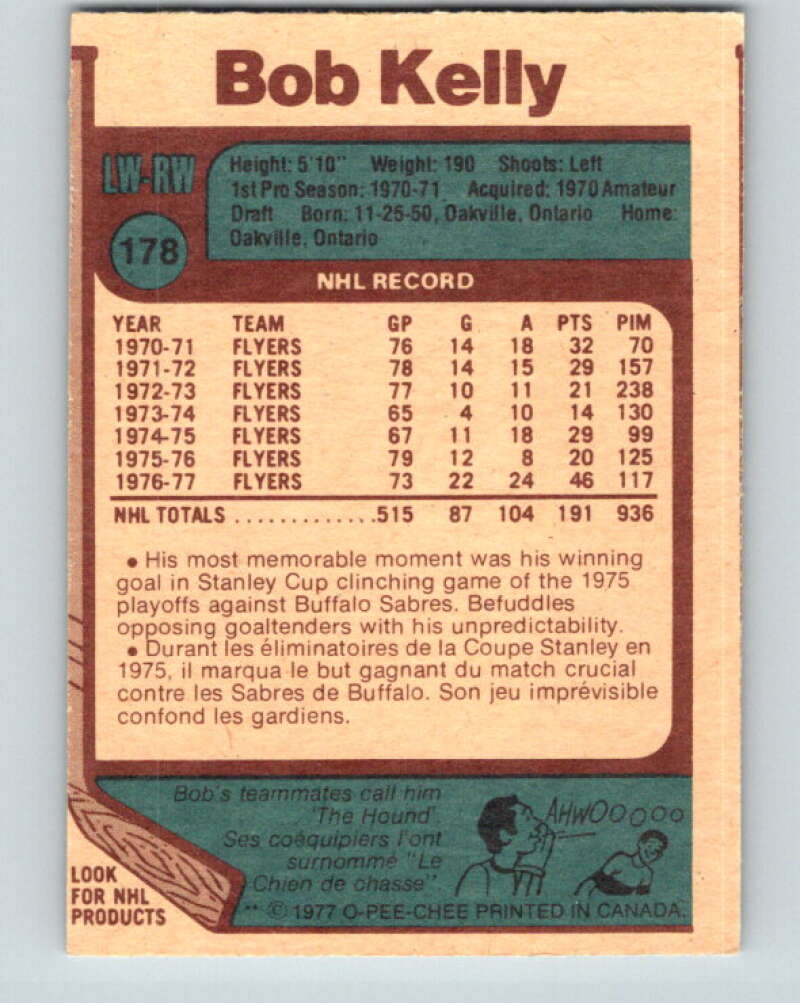 Bob Kelly
LW-RW
Height: 5'10" Weight: 190 Shoots: Left
1st Pro Season: 1970-71 Acquired: 1970 Amateur
Draft Born: 11-25-50, Oakville, Ontario Home:
Oakville, Ontario
178
NHL RECORD
YEAR TEAM GP G A PTS PIM
1970-71 FLYERS 76 14 18 32 70
1971-72 FLYERS 78 14 15 29 157
1972-73 FLYERS 77 10 11 21 238
1973-74 FLYERS 65 4 10 14 130
1974-75 FLYERS 67 11 18 29 99
1975-76 FLYERS 79 12 8 20 125
1976-77 FLYERS 73 22 24 46 117
NHL TOTALS .............515 87 104 191 936
• His most memorable moment was his winning
goal in Stanley Cup clinching game of the 1975
playoffs against Buffalo Sabres. Befuddles
opposing goaltenders with his unpredictability.
• Durant les éliminatoires de la Coupe Stanley en
1975, il marqua le but gagnant du match crucial
contre les Sabres de Buffalo. Son jeu imprévisible
confond les gardiens.
Bob's teammates call him
'The Hound'.
Ses coéquipiers l'ont
surnommé "Le
Chien de chasse"
AHWOOOOOO
LOOK
FOR NHL
PRODUCTS
** © 1977 O-PEE-CHEE PRINTED IN CANADA.